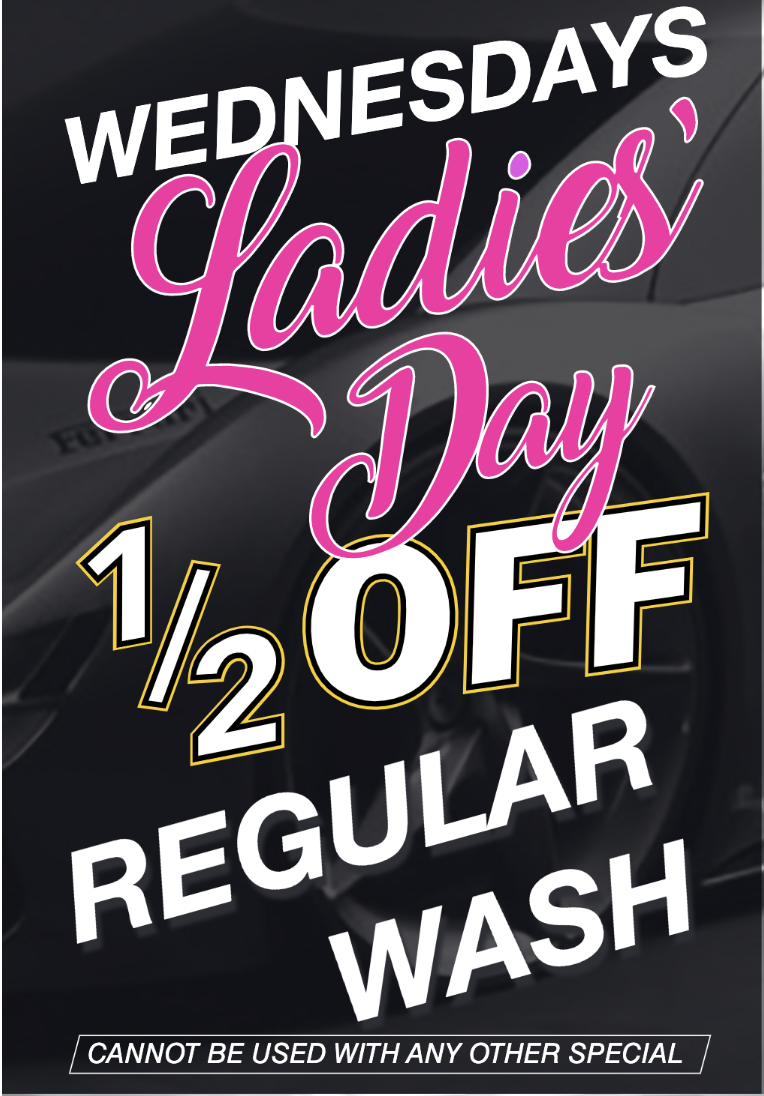 WEDNESDAYS
Ladies'
Day
1/2 OFF
REGULAR
WASH
CANNOT BE USED WITH ANY OTHER SPECIAL